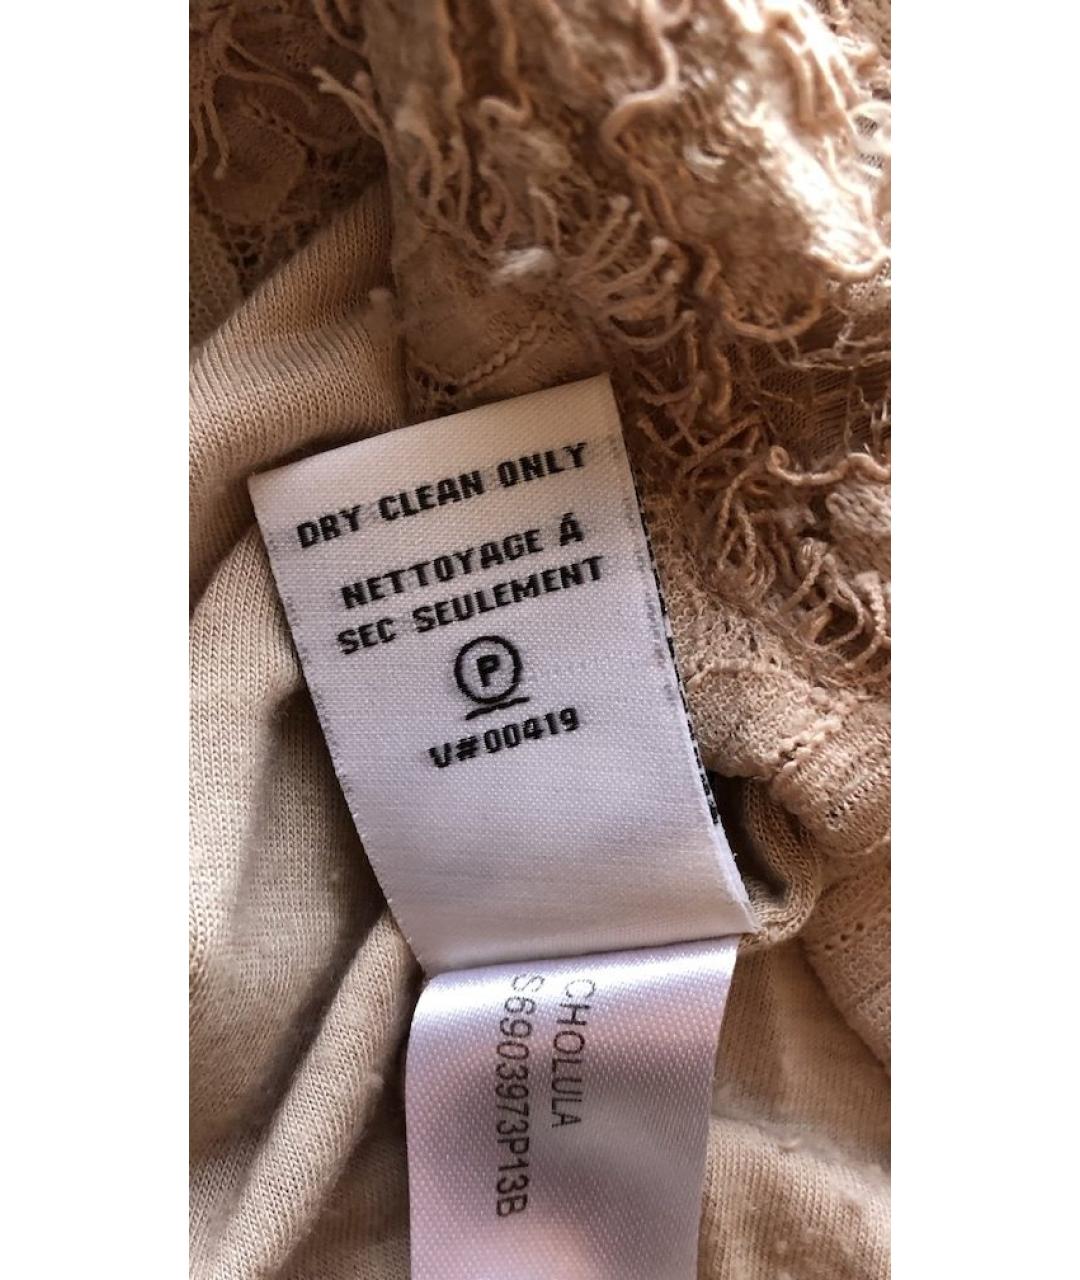 DRY CLEAN ONLY
NETTOYAGE Á
SEC SEULEMENT
P
V#00419
CHOLULA
S6903973P13B